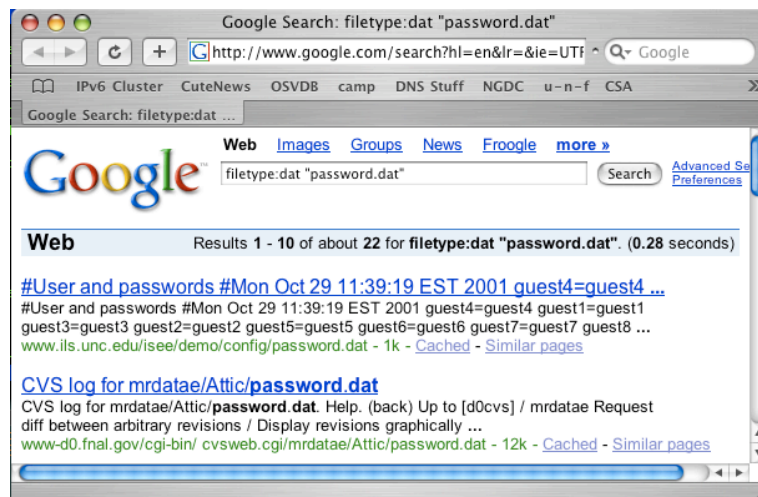 Google Search: filetype:dat "password.dat"
http://www.google.com/search?hl=en&lr=&ie=UTF
Google
IPv6 Cluster CuteNews OSVDB camp DNS Stuff NGDC u-n-f CSA
Google Search: filetype:dat ...
Web Images Groups News Froogle more »
Google
filetype:dat "password.dat"
Search
Advanced Se
Preferences
Web Results 1 - 10 of about 22 for filetype:dat "password.dat". (0.28 seconds)
#User and passwords #Mon Oct 29 11:39:19 EST 2001 guest4=guest4 ...
#User and passwords #Mon Oct 29 11:39:19 EST 2001 guest4=guest4 guest1=guest1
guest3=guest3 guest2=guest2 guest5=guest5 guest6=guest6 guest7=guest7 guest8 ...
www.ils.unc.edu/isee/demo/config/password.dat - 1k - Cached - Similar pages
CVS log for mrdatae/Attic/password.dat
CVS log for mrdatae/Attic/password.dat. Help. (back) Up to [d0cvs] / mrdatae Request
diff between arbitrary revisions / Display revisions graphically ...
www-d0.fnal.gov/cgi-bin/ cvsweb.cgi/mrdatae/Attic/password.dat - 12k - Cached - Similar pages